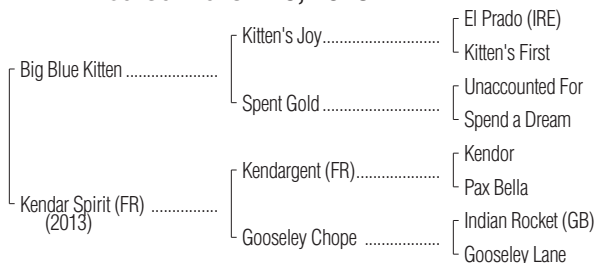 El Prado (IRE)
Kitten's Joy
Kitten's First
Big Blue Kitten
Unaccounted For
Spent Gold
Spend a Dream
Kendor
Kendargent (FR)
Pax Bella
Kendar Spirit (FR)
(2013)
Indian Rocket (GB)
Gooseley Chope
Gooseley Lane